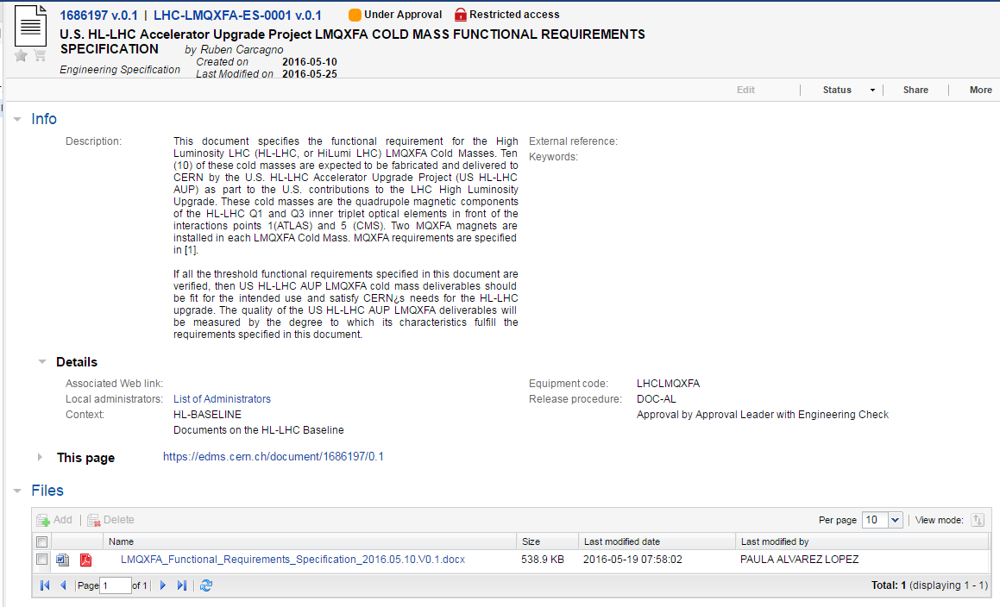 1686197 v.0.1 | LHC-LMQXFA-ES-0001 v.0.1 Under Approval Restricted access
U.S. HL-LHC Accelerator Upgrade Project LMQXFA COLD MASS FUNCTIONAL REQUIREMENTS
SPECIFICATION by Ruben Carcagno
Created on 2016-05-10
Engineering Specification Last Modified on 2016-05-25
Edit | Status | Share | More
Info
Description:
This document specifies the functional requirement for the High
Luminosity LHC (HL-LHC, or HiLumi LHC) LMQXFA Cold Masses. Ten
(10) of these cold masses are expected to be fabricated and delivered to
CERN by the U.S. HL-LHC Accelerator Upgrade Project (US HL-LHC
AUP) as part to the U.S. contributions to the LHC High Luminosity
Upgrade. These cold masses are the quadrupole magnetic components
of the HL-LHC Q1 and Q3 inner triplet optical elements in front of the
interactions points 1(ATLAS) and 5 (CMS). Two MQXFA magnets are
installed in each LMQXFA Cold Mass. MQXFA requirements are specified
in [1].
If all the threshold functional requirements specified in this document are
verified, then US HL-LHC AUP LMQXFA cold mass deliverables should
be fit for the intended use and satisfy CERN¿s needs for the HL-LHC
upgrade. The quality of the US HL-LHC AUP LMQXFA deliverables will
be measured by the degree to which its characteristics fulfill the
requirements specified in this document.
External reference:
Keywords:
Details
Associated Web link:
Local administrators: List of Administrators
Context: HL-BASELINE
Documents on the HL-LHC Baseline
Equipment code: LHCLMQXFA
Release procedure: DOC-AL
Approval by Approval Leader with Engineering Check
This page https://edms.cern.ch/document/1686197/0.1
Files
Add | Delete Per page 10 | View mode:
Name Size Last modified date Last modified by
LMQXFA_Functional_Requirements_Specification_2016.05.10.V0.1.docx 538.9 KB 2016-05-19 07:58:02 PAULA ALVAREZ LOPEZ
Page 1 of 1 Total: 1 (displaying 1 - 1)